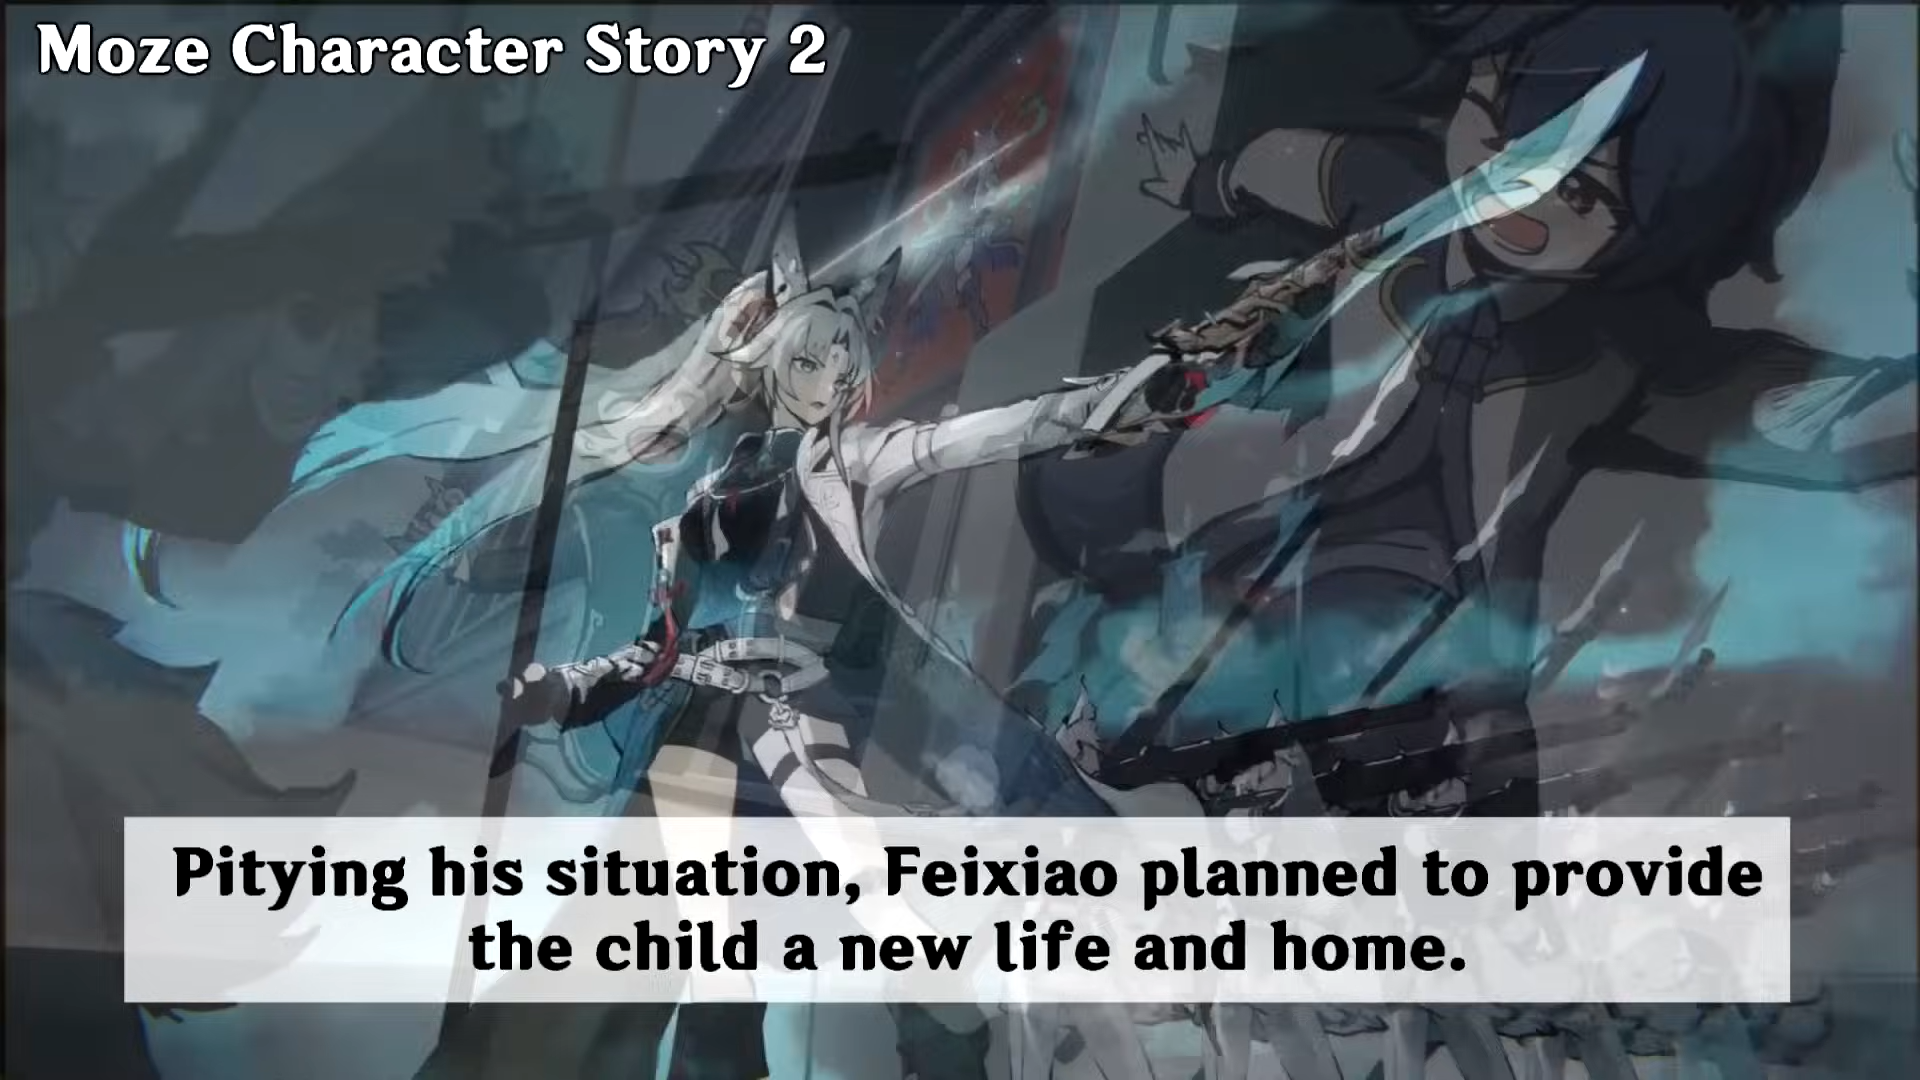 Moze Character Story 2
Pitying his situation, Feixiao planned to provide
the child a new life and home.